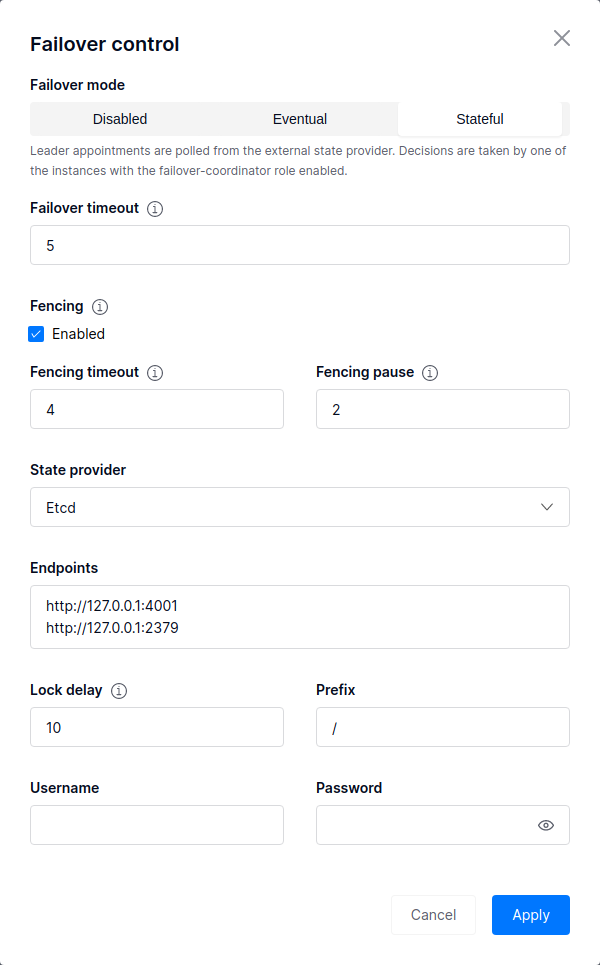 Failover control
Failover mode
Disabled Eventual Stateful
Leader appointments are polled from the external state provider. Decisions are taken by one of
the instances with the failover-coordinator role enabled.
Failover timeout
5
Fencing
Enabled
Fencing timeout Fencing pause
4 2
State provider
Etcd
Endpoints
http://127.0.0.1:4001
http://127.0.0.1:2379
Lock delay Prefix
10 /
Username Password
Cancel Apply